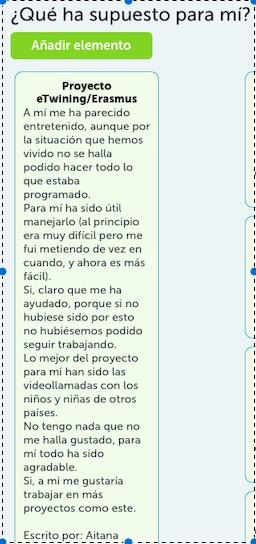 ¿Qué ha supuesto para mí?
Añadir elemento
Proyecto
eTwining/Erasmus
A mí me ha parecido
entretenido, aunque por
la situación que hemos
vivido no se halla
podido hacer todo lo
que estaba
programado.
Para mí ha sido útil
manejarlo (al principio
era muy difícil pero me
fui metiendo de vez en
cuando, y ahora es más
fácil).
Si, claro que me ha
ayudado, porque si no
hubiese sido por esto
no hubiésemos podido
seguir trabajando.
Lo mejor del proyecto
para mí han sido las
videollamadas con los
niños y niñas de otros
países.
No tengo nada que no
me halla gustado, para
mí todo ha sido
agradable.
Si, a mi me gustaría
trabajar en más
proyectos como este.
Escrito por: Aitana